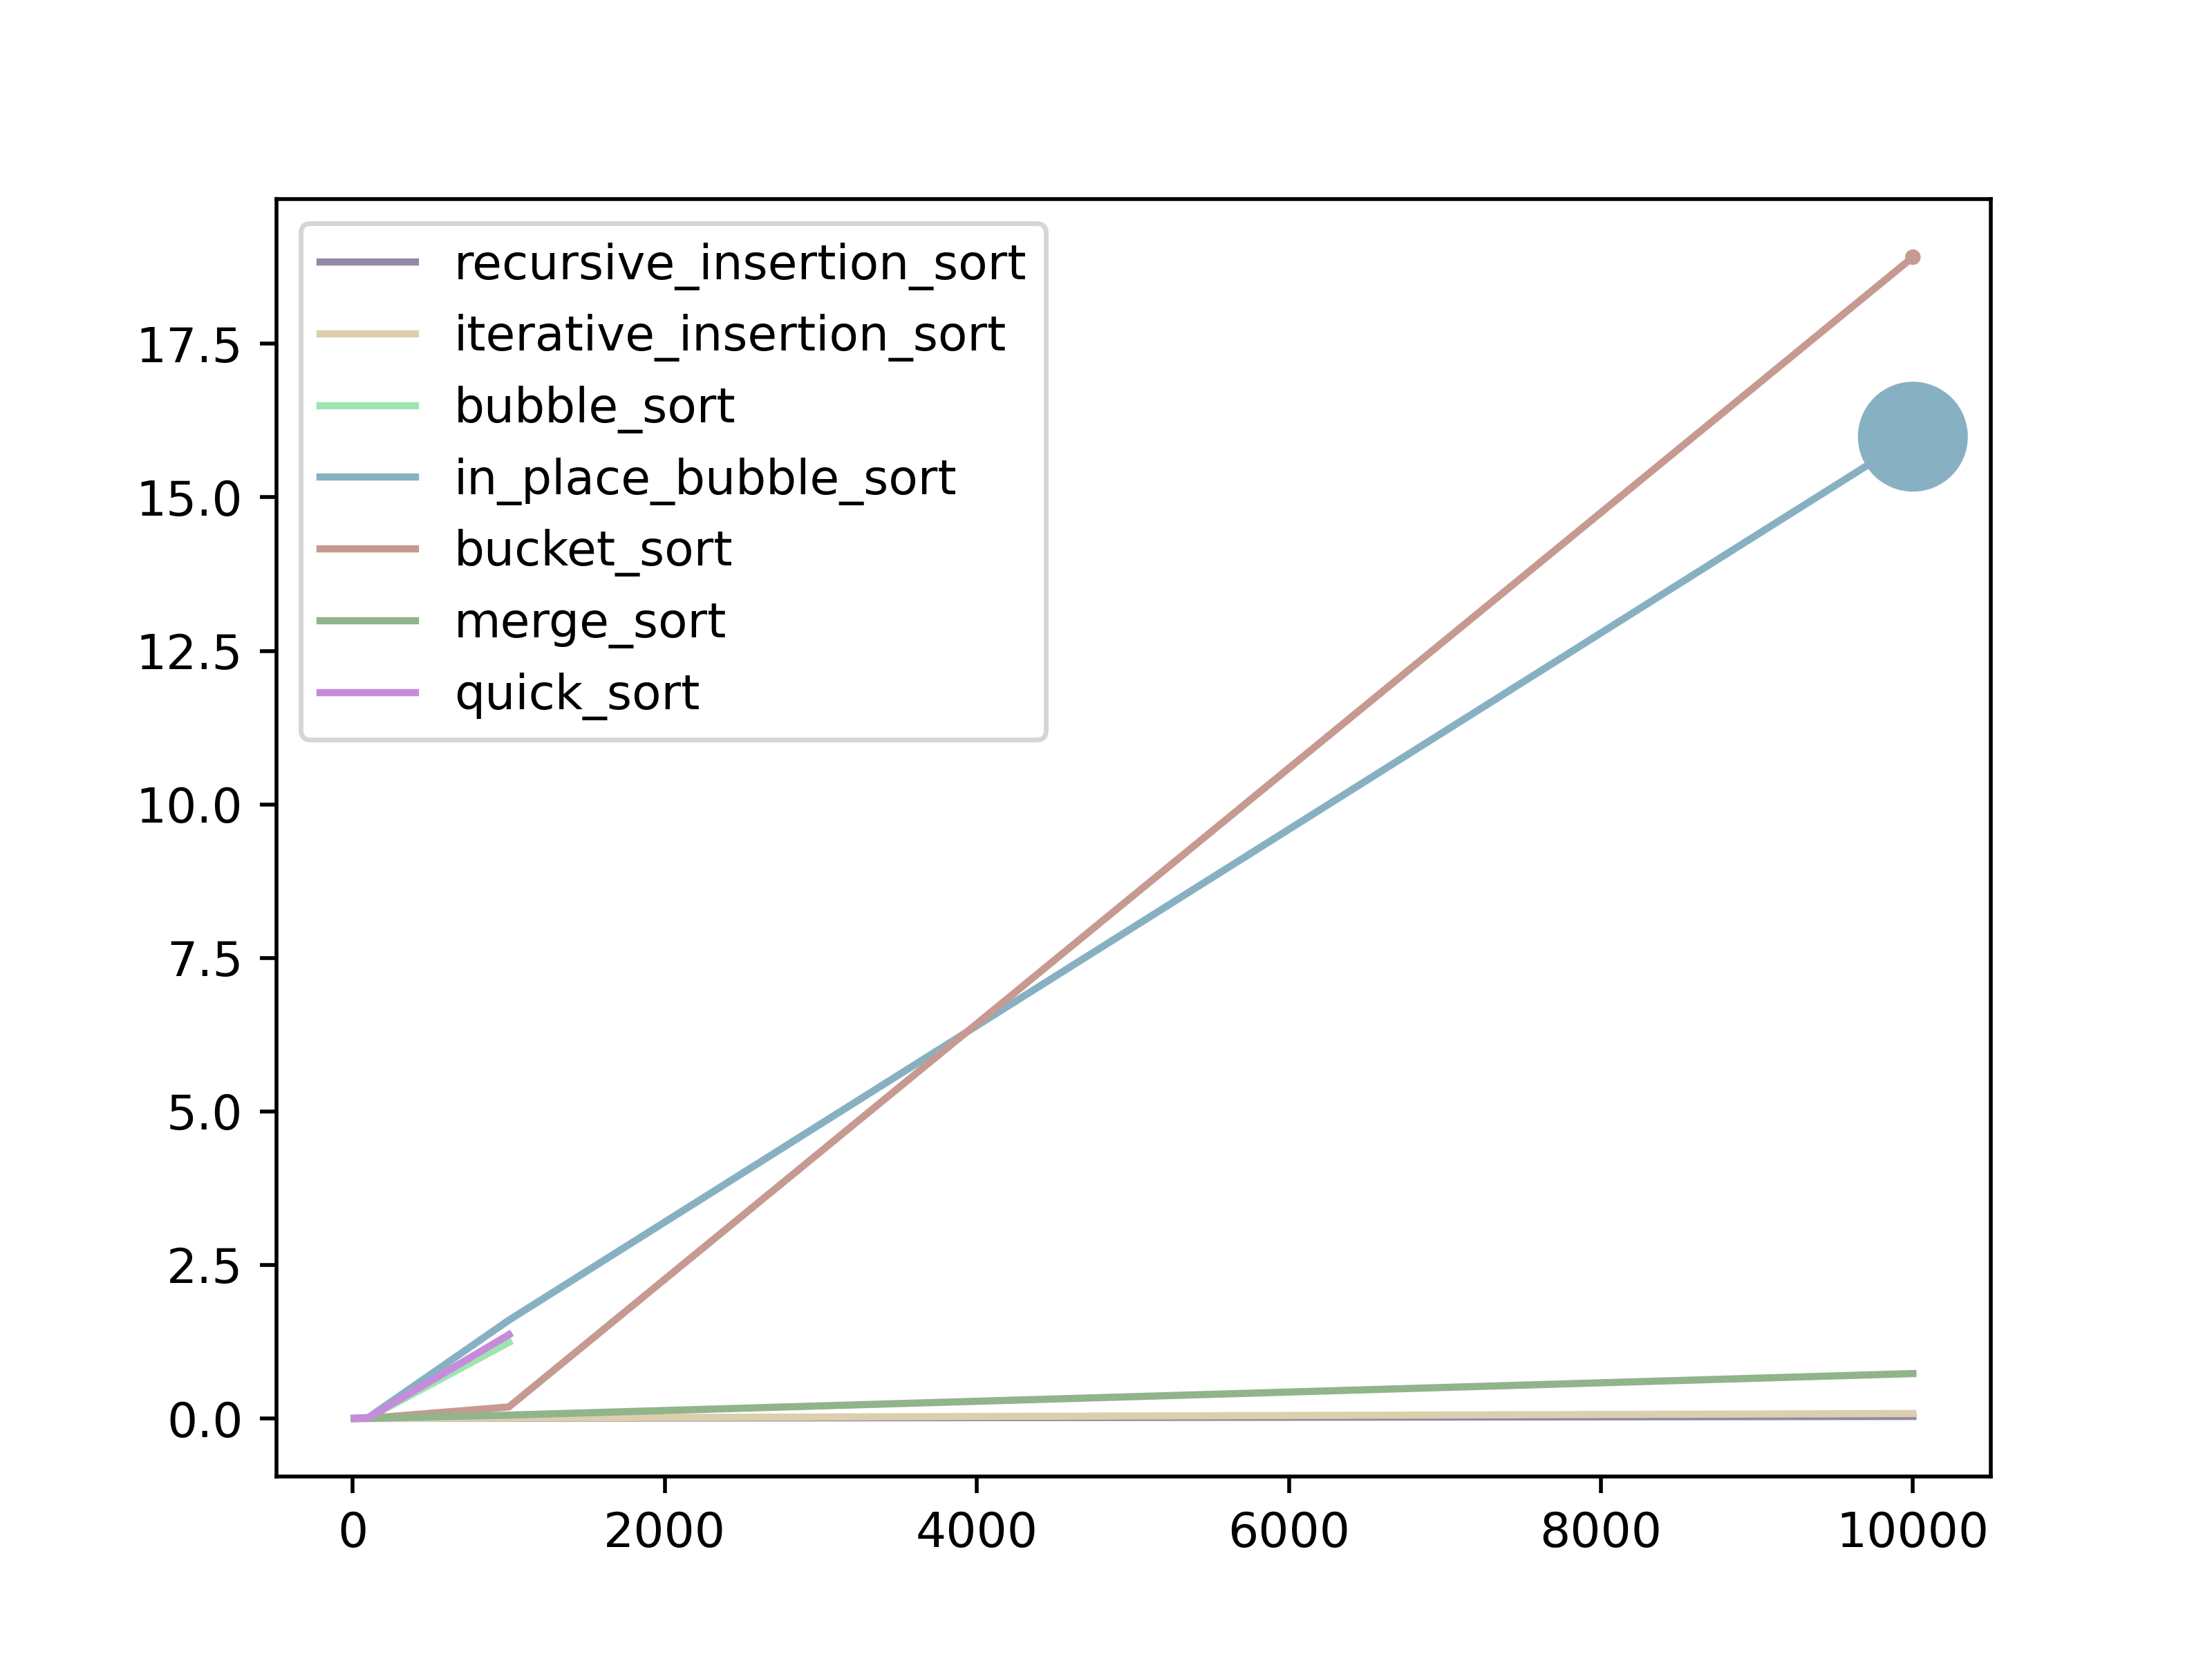 recursive_insertion_sort
iterative_insertion_sort
bubble_sort
in_place_bubble_sort
bucket_sort
merge_sort
quick_sort
17.5
15.0
12.5
10.0
7.5
5.0
2.5
0.0
0 2000 4000 6000 8000 10000